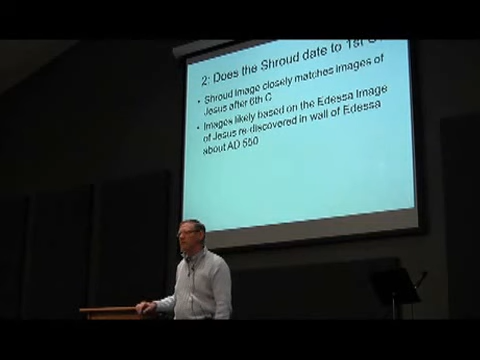 2: Does the Shroud date to 1st C
• Shroud image closely matches images of
Jesus after 6th C
• Images likely based on the Edessa Image
of Jesus re-discovered in wall of Edessa
about AD 550